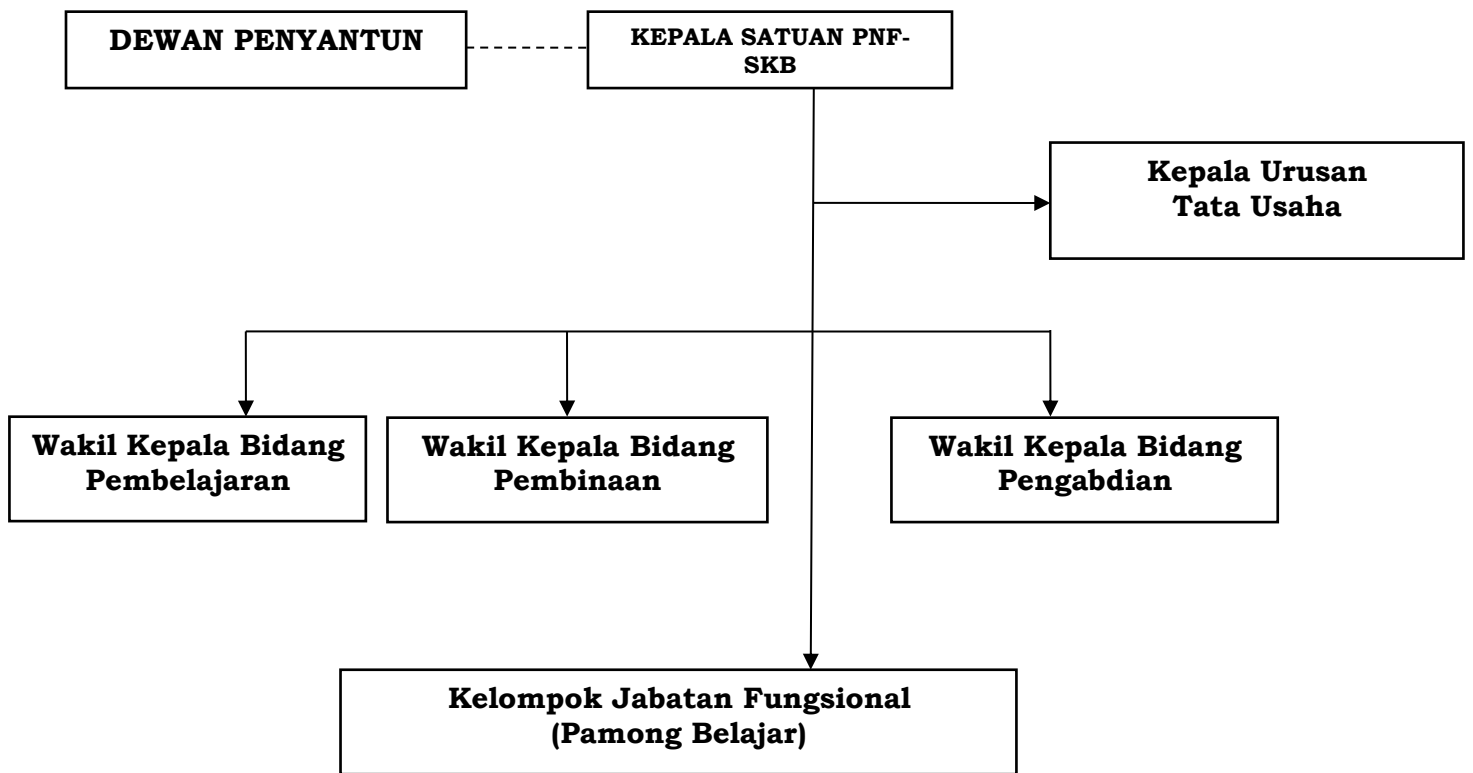 DEWAN PENYANTUN
KEPALA SATUAN PNF-
SKB
Kepala Urusan
Tata Usaha
Wakil Kepala Bidang
Pembelajaran
Wakil Kepala Bidang
Pembinaan
Wakil Kepala Bidang
Pengabdian
Kelompok Jabatan Fungsional
(Pamong Belajar)